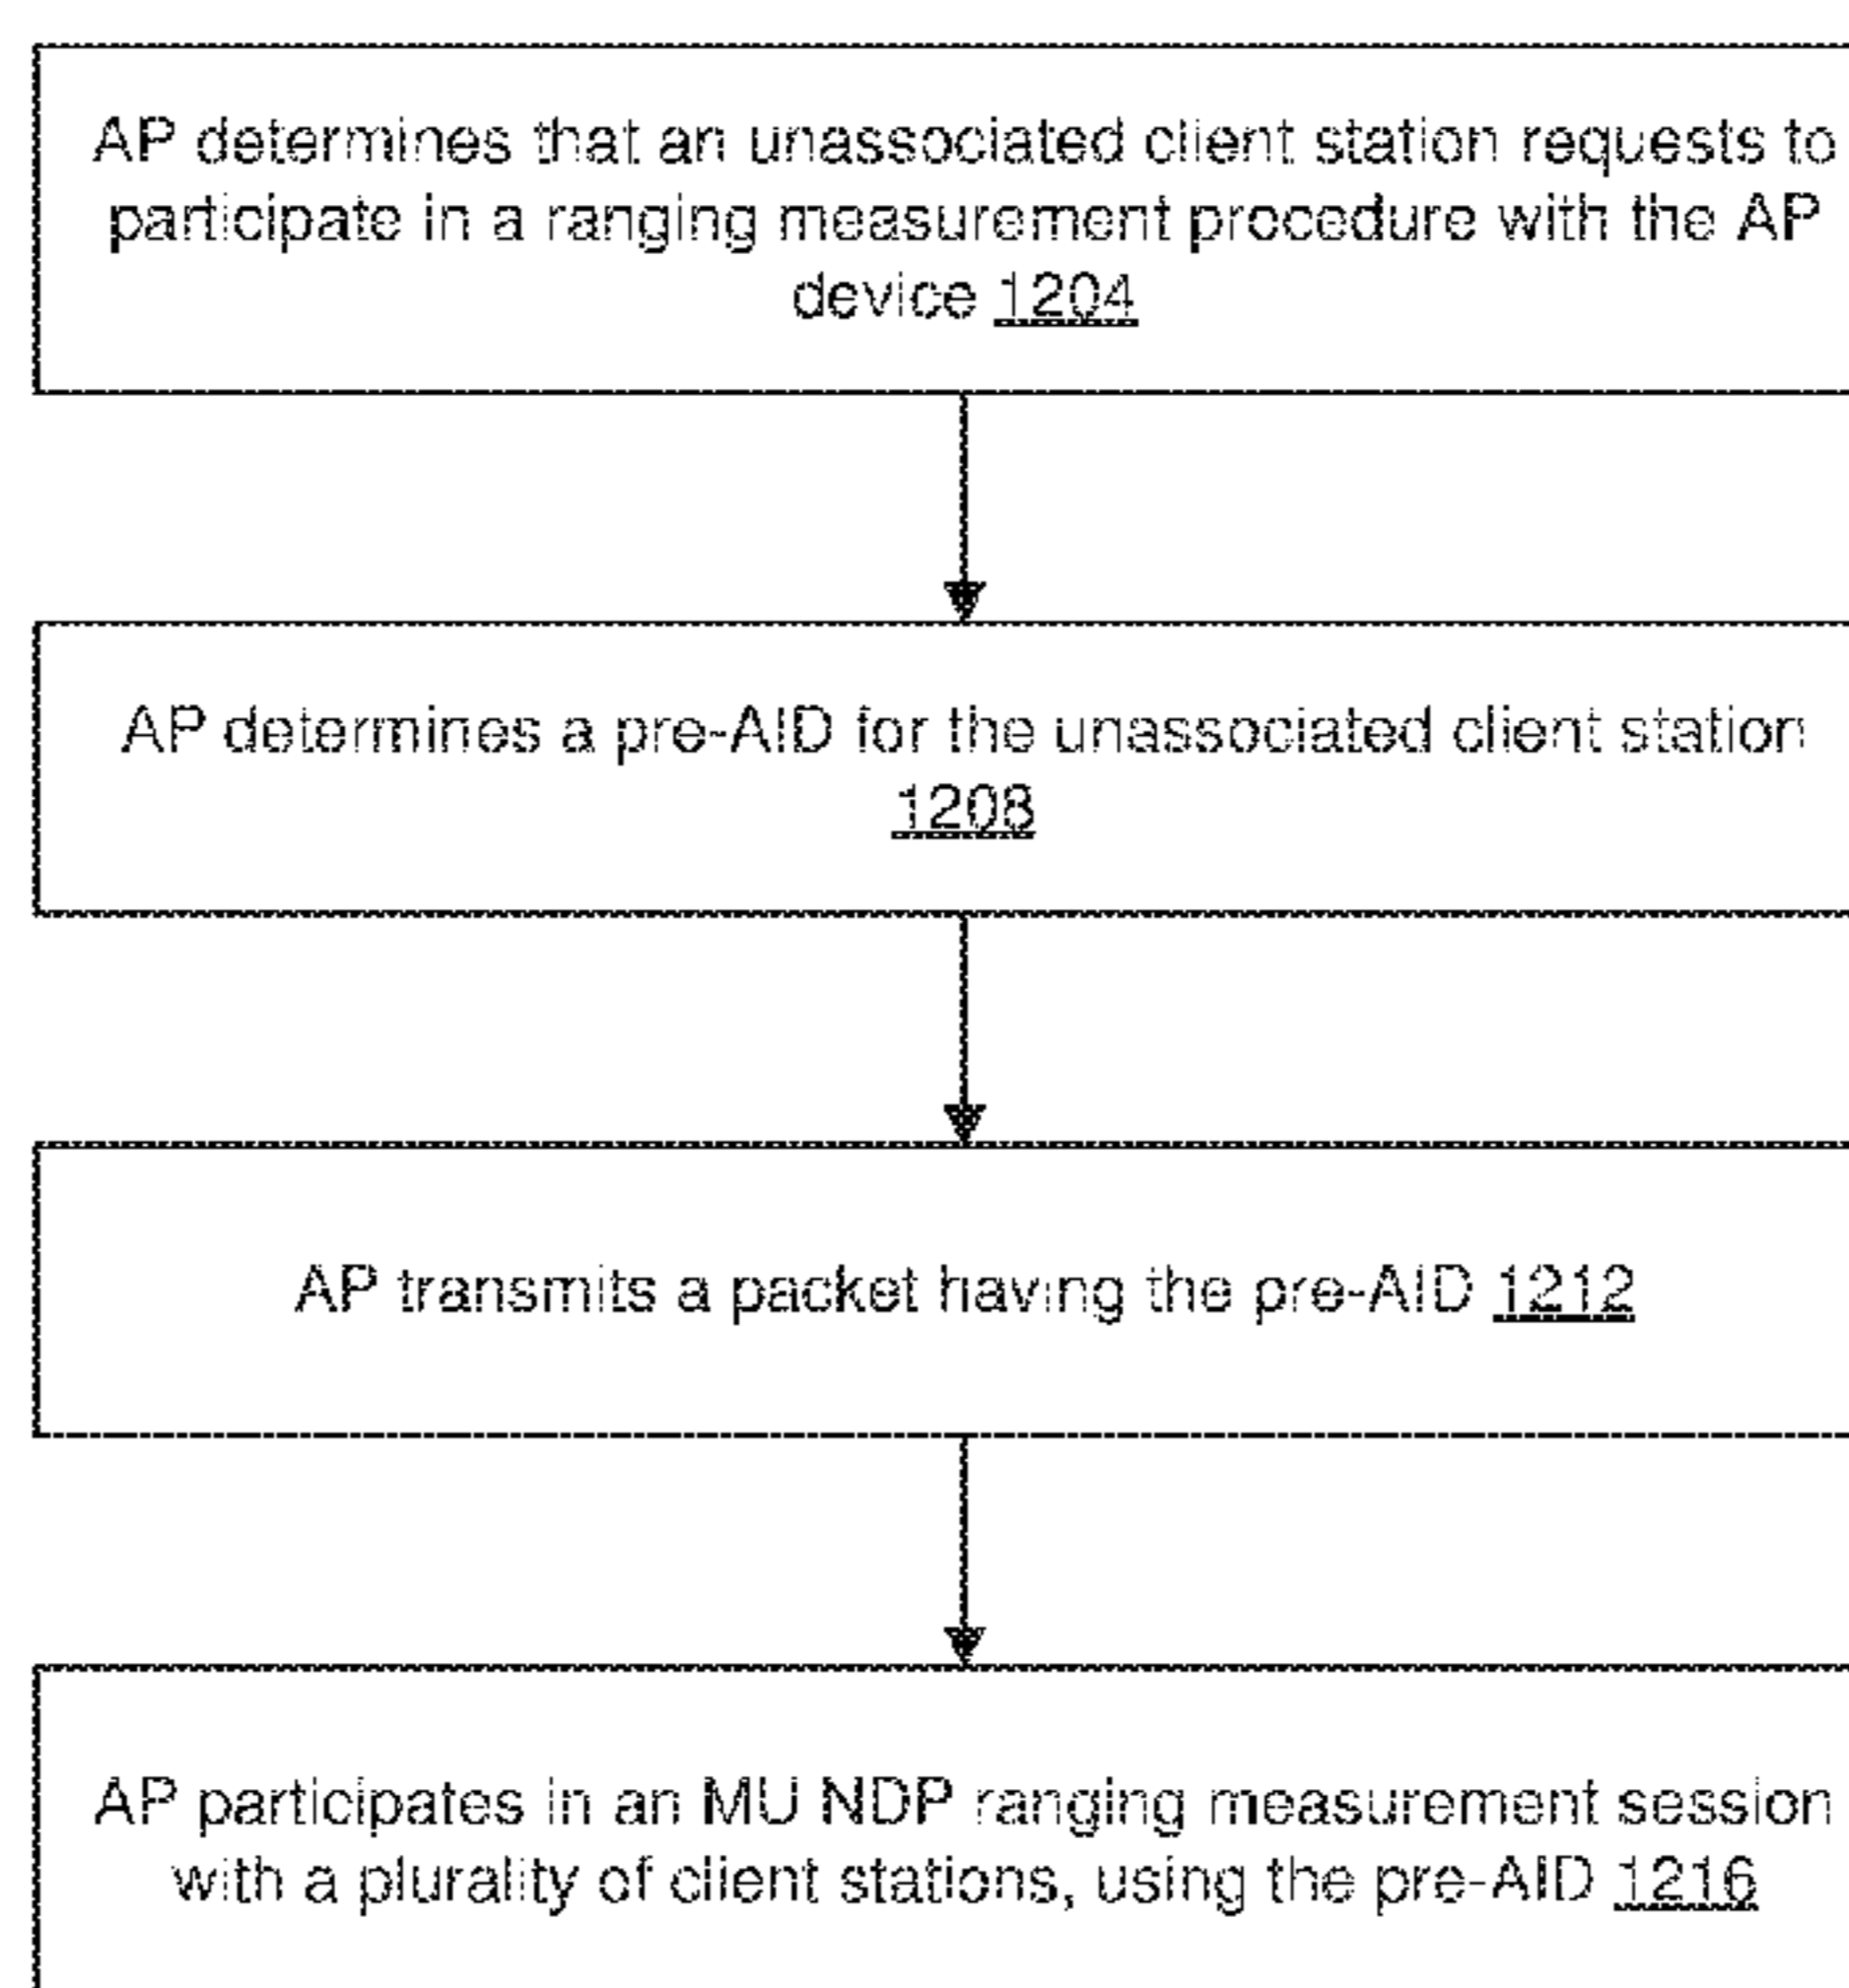 AP determines that an unassociated client station requests to
participate in a ranging measurement procedure with the AP
device 1204
AP determines a pre-AID for the unassociated client station
1208
AP transmits a packet having the pre-AID 1212
AP participates in an MU NDP ranging measurement session
with a plurality of client stations, using the pre-AID 1216